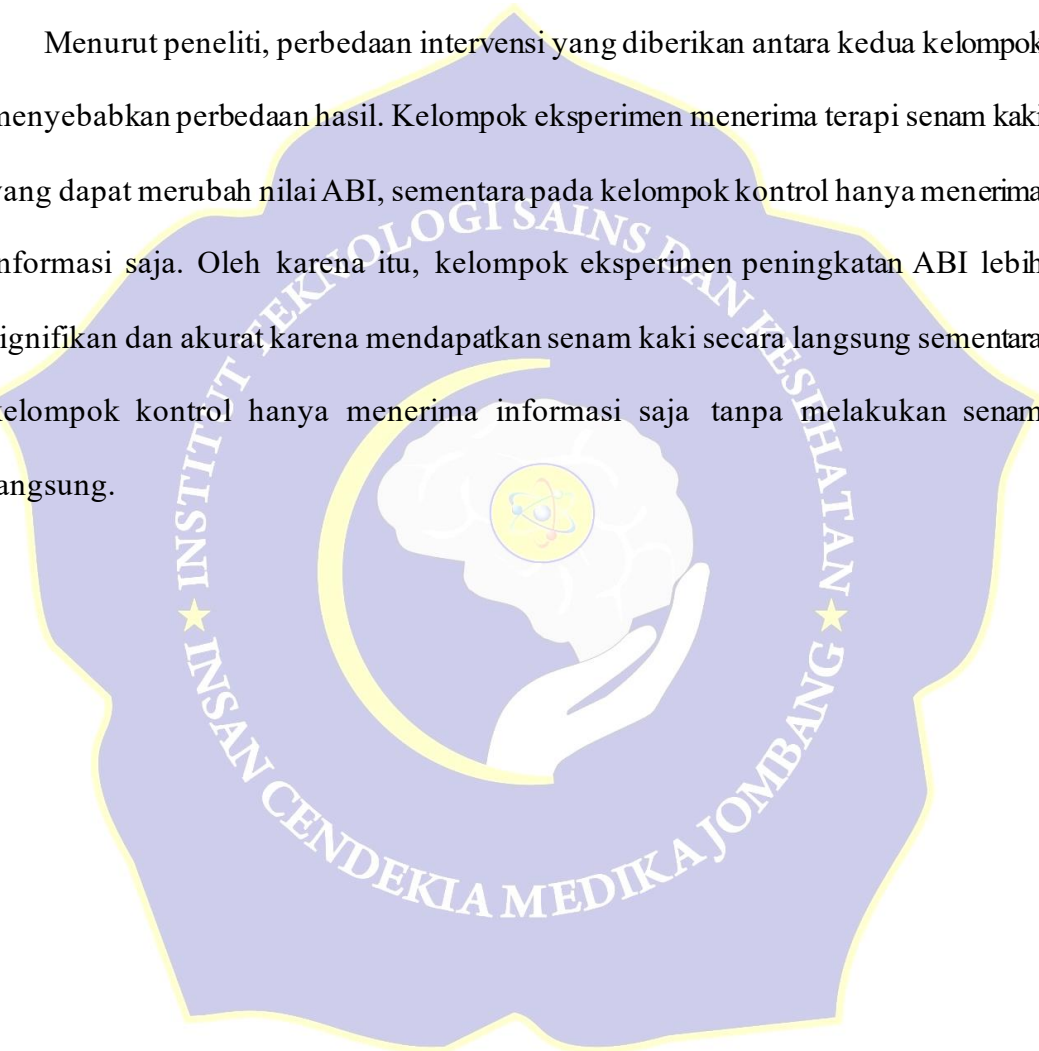 Menurut peneliti, perbedaan intervensi yang diberikan antara kedua kelompok
menyebabkan perbedaan hasil. Kelompok eksperimen menerima terapi senam kaki
yang dapat merubah nilai ABI, sementara pada kelompok kontrol hanya menerima
informasi saja. Oleh karena itu, kelompok eksperimen peningkatan ABI lebih
signifikan dan akurat karena mendapatkan senam kaki secara langsung sementara
kelompok kontrol hanya menerima informasi saja tanpa melakukan senam
langsung.
INSTITUT TEKNOLOGI SAINS DAN KESEHATAN
INSAN CENDEKIA MEDIKA JOMBANG